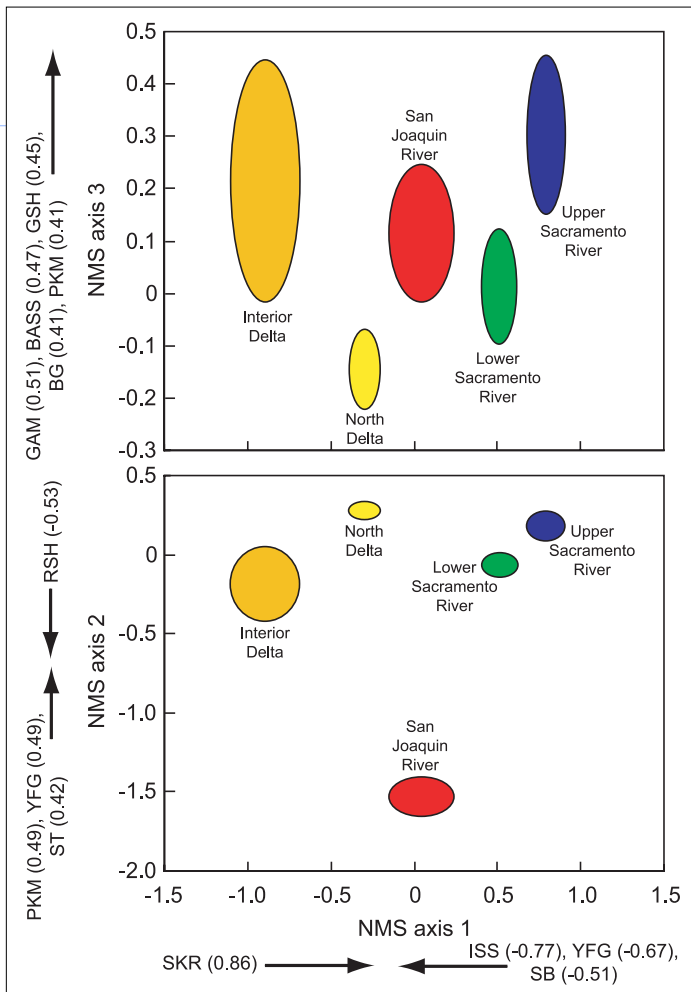 GAM (0.51), BASS (0.47), GSH (0.45),
BG (0.41), PKM (0.41)
NMS axis 3
0.5
0.4
0.3
0.2
0.1
0
-0.1
-0.2
-0.3
Interior
Delta
San
Joaquin
River
North
Delta
Lower
Sacramento
River
Upper
Sacramento
River
RSH (-0.53)
PKM (0.49), YFG (0.49),
ST (0.42)
NMS axis 2
0.5
0
-0.5
-1.0
-1.5
-2.0
Interior
Delta
North
Delta
San
Joaquin
River
Lower
Sacramento
River
Upper
Sacramento
River
-1.5 -1.0 -0.5 0 0.5 1.0 1.5
NMS axis 1
SKR (0.86)
ISS (-0.77), YFG (-0.67),
SB (-0.51)